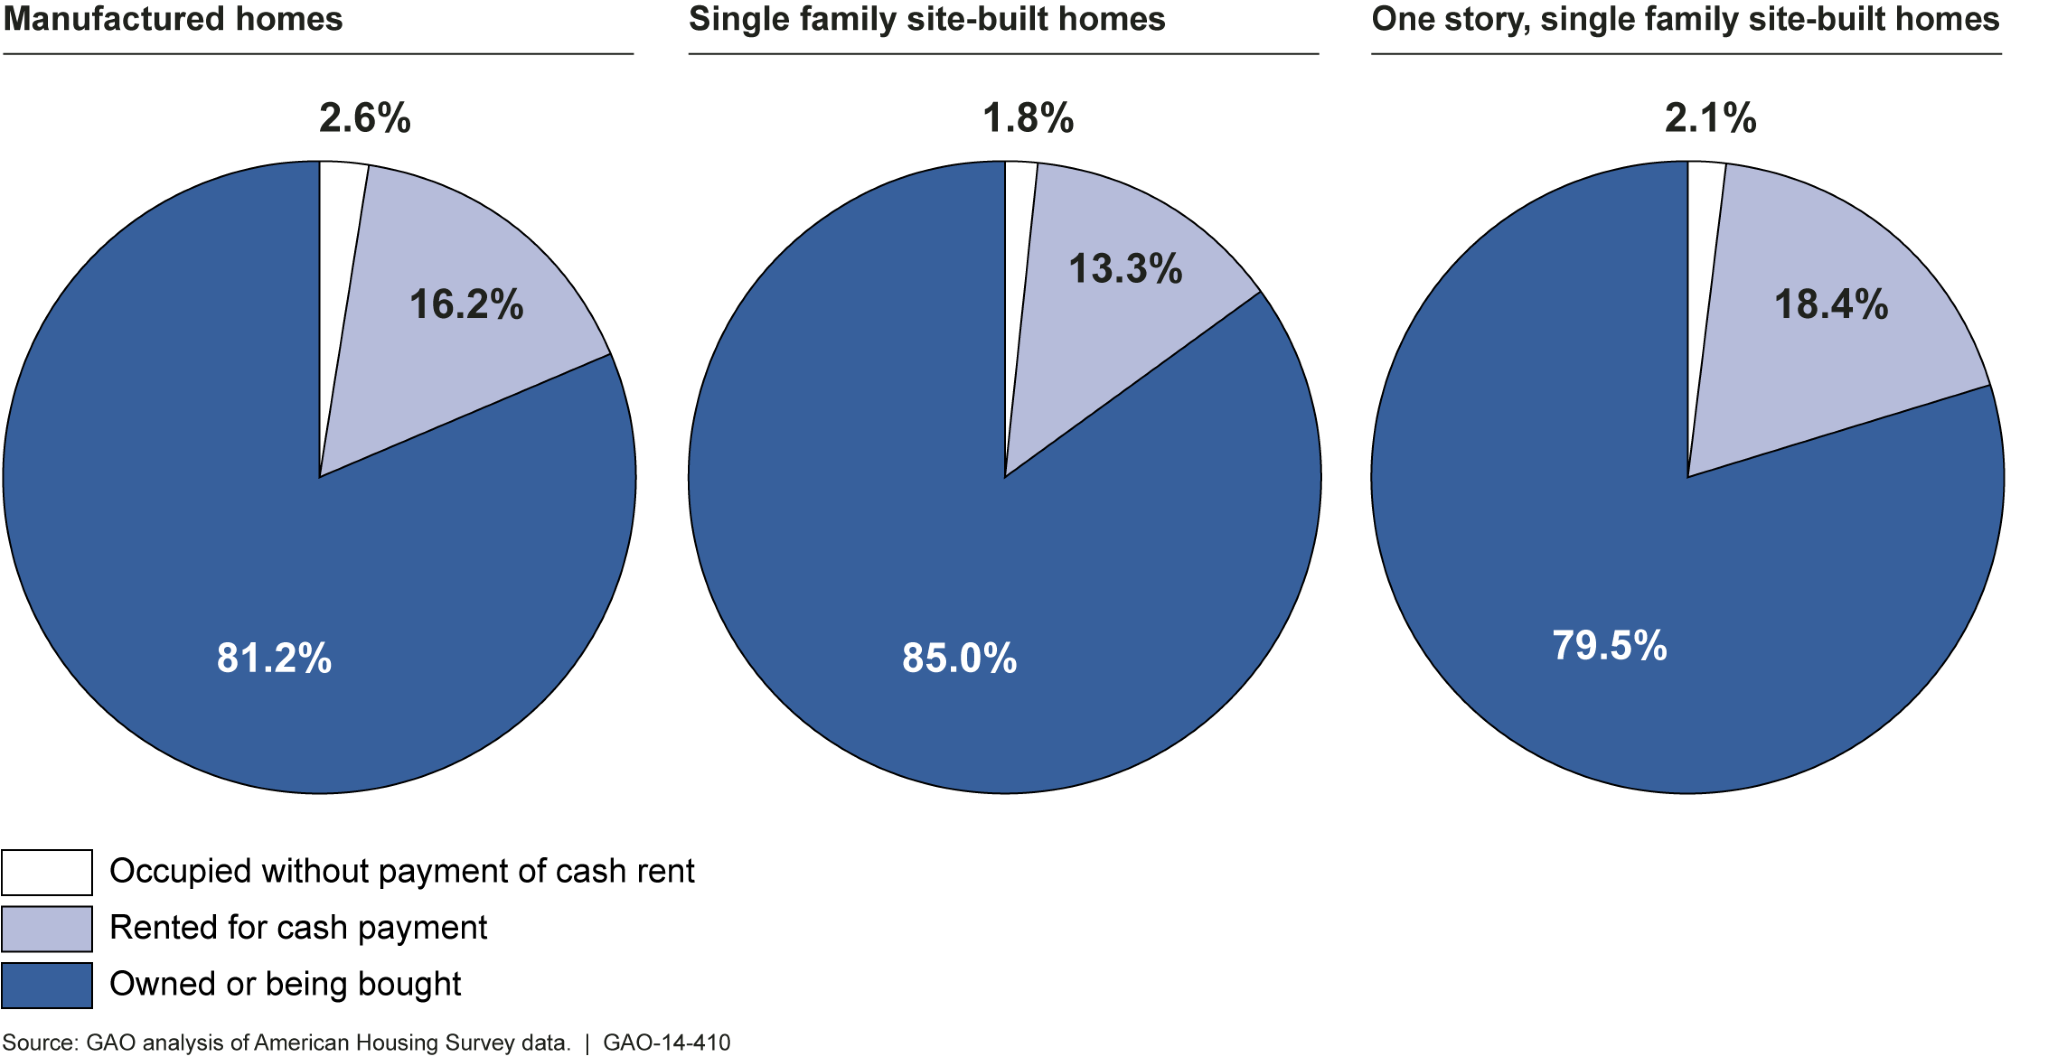 Manufactured homes
2.6%
16.2%
81.2%
Single family site-built homes
1.8%
13.3%
85.0%
One story, single family site-built homes
2.1%
18.4%
79.5%
Occupied without payment of cash rent
Rented for cash payment
Owned or being bought
Source: GAO analysis of American Housing Survey data. | GAO-14-410